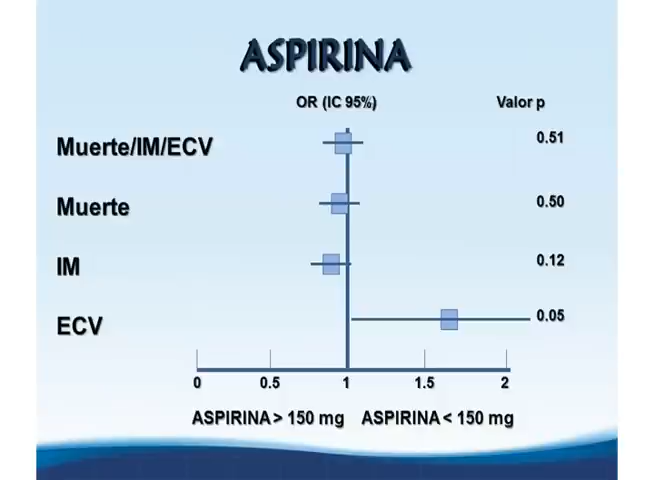 ASPIRINA
OR (IC 95%) Valor p
Muerte/IM/ECV 0.51
Muerte 0.50
IM 0.12
ECV 0.05
0 0.5 1 1.5 2
ASPIRINA > 150 mg ASPIRINA < 150 mg